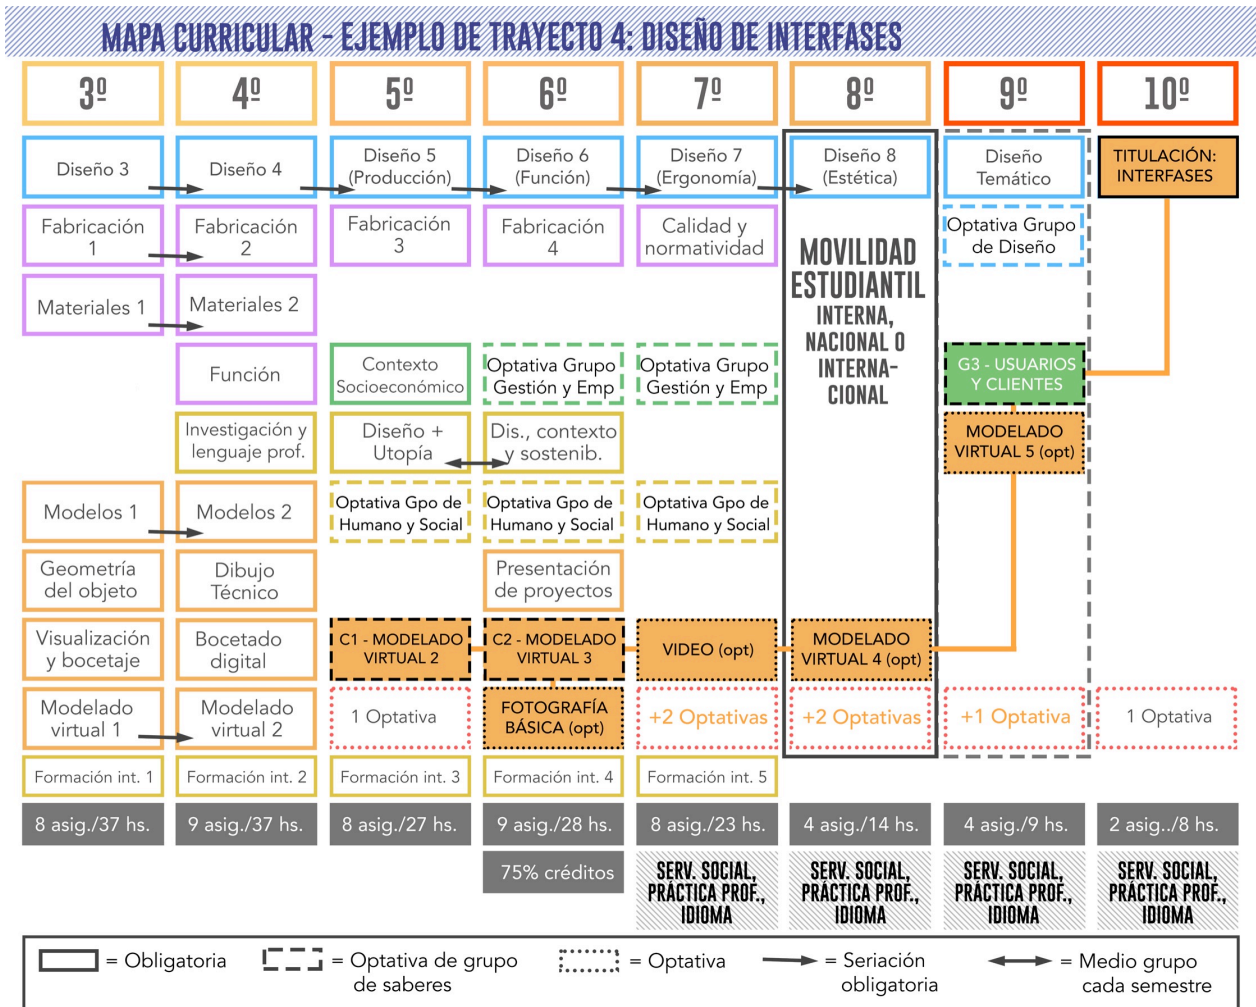 MAPA CURRICULAR - EJEMPLO DE TRAYECTO 4: DISEÑO DE INTERFASES
3º
4º
5º
6º
7º
8º
9º
10º
Diseño 3
Diseño 4
Diseño 5
(Producción)
Diseño 6
(Función)
Diseño 7
(Ergonomía)
Diseño 8
(Estética)
Diseño
Temático
TITULACIÓN:
INTERFASES
Fabricación
1
Fabricación
2
Fabricación
3
Fabricación
4
Calidad y
normatividad
MOVILIDAD
ESTUDIANTIL
INTERNA,
NACIONAL O
INTERNA-
CIONAL
Optativa Grupo
de Diseño
Materiales 1
Materiales 2
Función
Contexto
Socioeconómico
Optativa Grupo
Gestión y Emp
Optativa Grupo
Gestión y Emp
G3 - USUARIOS
Y CLIENTES
Investigación y
lenguaje prof.
Diseño +
Utopía
Dis., contexto
y sostenib.
MODELADO
VIRTUAL 5 (opt)
Modelos 1
Modelos 2
Optativa Gpo de
Humano y Social
Optativa Gpo de
Humano y Social
Optativa Gpo de
Humano y Social
Geometría
del objeto
Dibujo
Técnico
Presentación
de proyectos
Visualización
y bocetaje
Bocetado
digital
C1 - MODELADO
VIRTUAL 2
C2 - MODELADO
VIRTUAL 3
VIDEO (opt)
MODELADO
VIRTUAL 4 (opt)
Modelado
virtual 1
Modelado
virtual 2
1 Optativa
FOTOGRAFÍA
BÁSICA (opt)
+2 Optativas
+2 Optativas
+1 Optativa
1 Optativa
Formación int. 1
Formación int. 2
Formación int. 3
Formación int. 4
Formación int. 5
8 asig./37 hs.
9 asig./37 hs.
8 asig./27 hs.
9 asig./28 hs.
8 asig./23 hs.
4 asig./14 hs.
4 asig./9 hs.
2 asig../8 hs.
75% créditos
SERV. SOCIAL,
PRÁCTICA PROF.,
IDIOMA
SERV. SOCIAL,
PRÁCTICA PROF.,
IDIOMA
SERV. SOCIAL,
PRÁCTICA PROF.,
IDIOMA
SERV. SOCIAL,
PRÁCTICA PROF.,
IDIOMA
= Obligatoria
= Optativa de grupo
de saberes
= Optativa
= Seriación
obligatoria
= Medio grupo
cada semestre